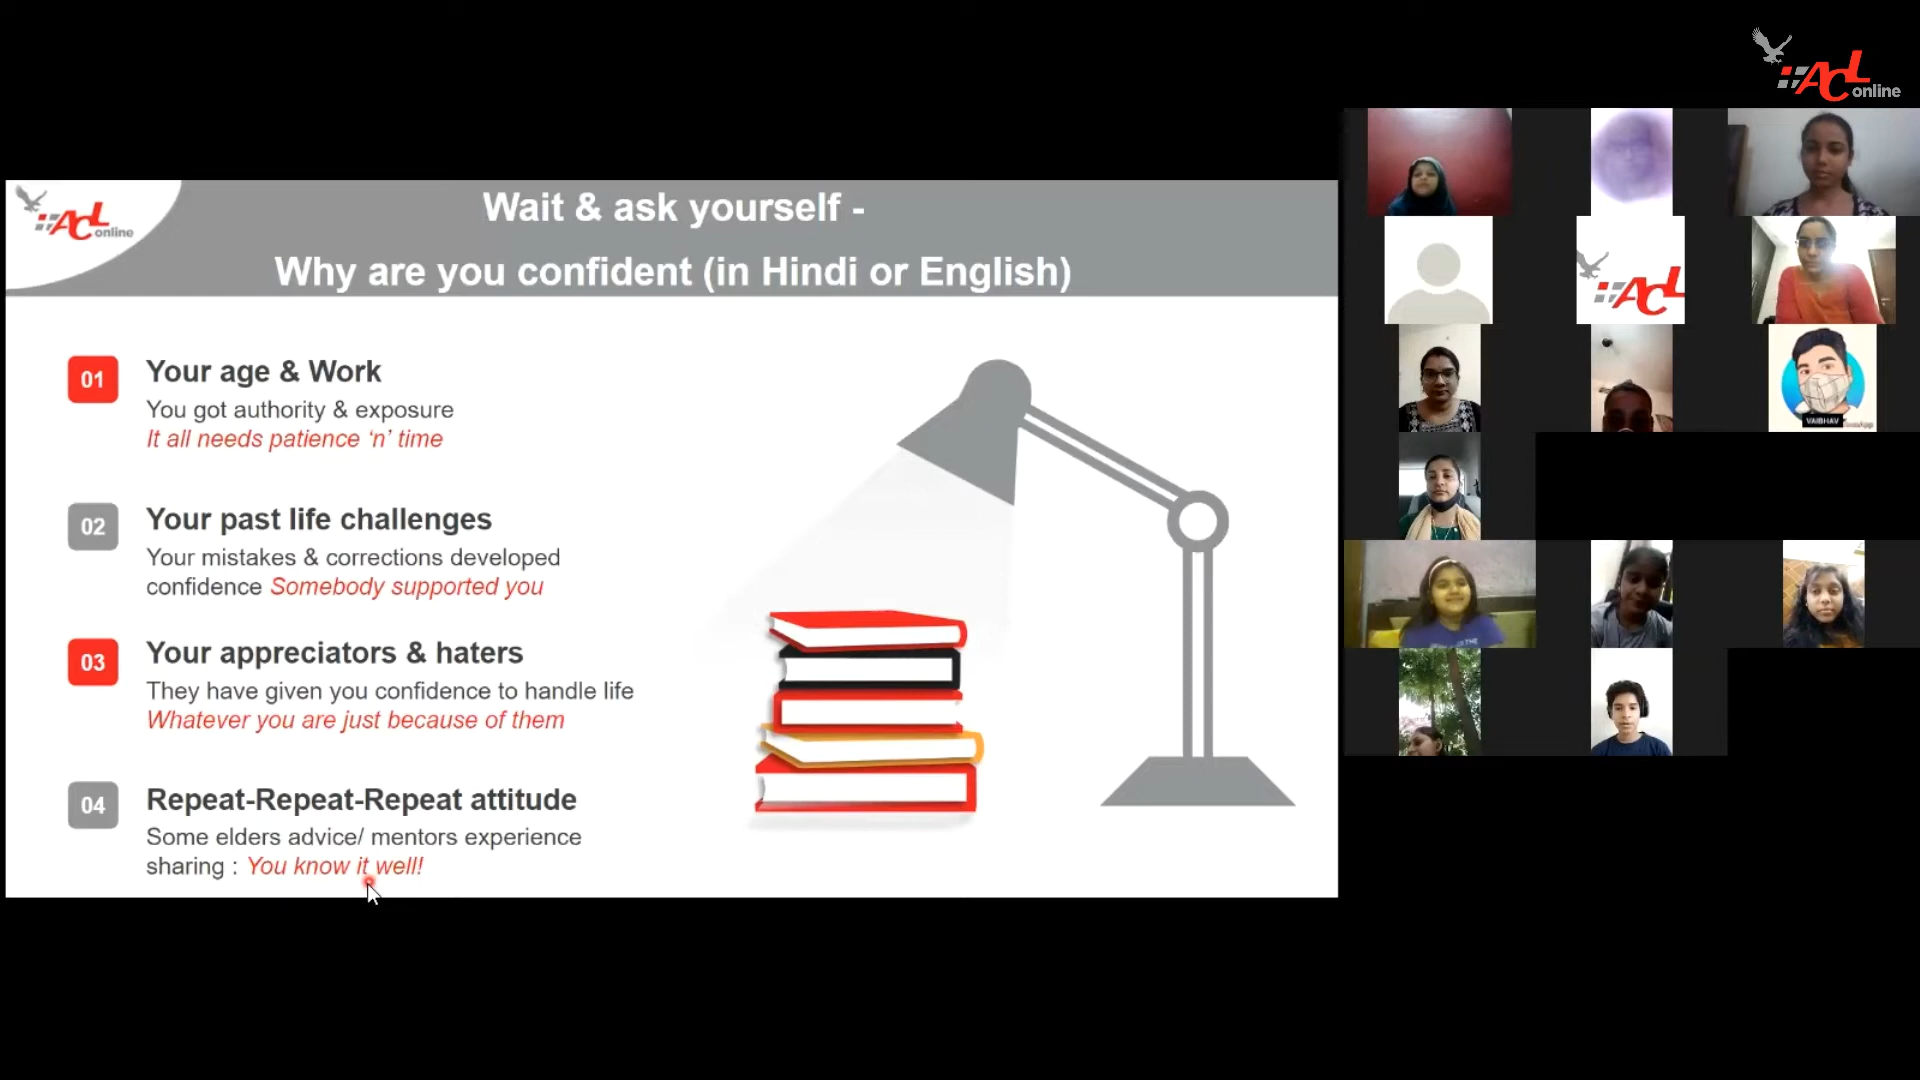 ACL
online
ACL
online
Wait & ask yourself -
Why are you confident (in Hindi or English)
01
Your age & Work
You got authority & exposure
It all needs patience ‘n’ time
02
Your past life challenges
Your mistakes & corrections developed
confidence Somebody supported you
03
Your appreciators & haters
They have given you confidence to handle life
Whatever you are just because of them
04
Repeat-Repeat-Repeat attitude
Some elders advice/ mentors experience
sharing : You know it well!
ACL
VAIBHAV